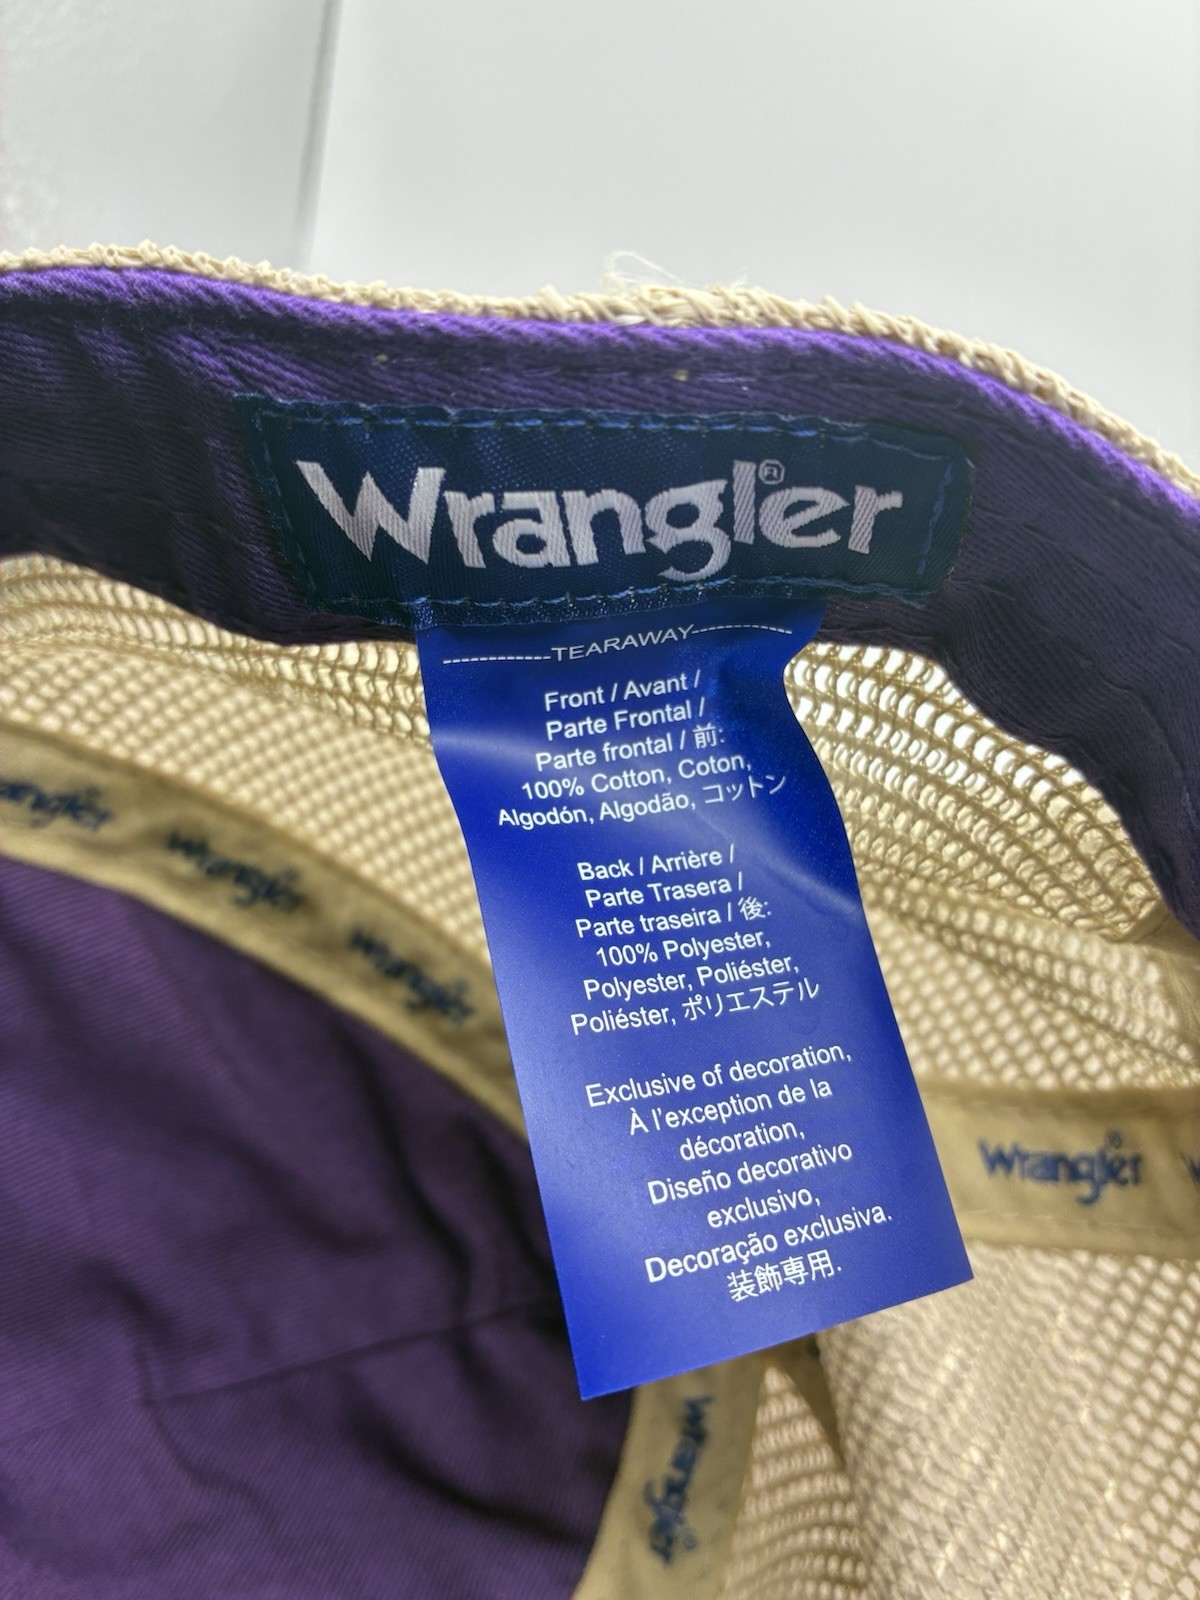 Wrangler®
------------TEARAWAY------------
Front / Avant /
Parte Frontal /
Parte frontal / 前:
100% Cotton, Coton,
Algodón, Algodão, コットン
Back / Arrière /
Parte Trasera /
Parte traseira / 後:
100% Polyester,
Polyester, Poliéster,
Poliéster, ポリエステル
Exclusive of decoration,
À l'exception de la
décoration,
Diseño decorativo
exclusivo,
Decoração exclusiva.
装飾専用.
Wrangler
Wrangler
Wrangler
Wrangler®
Wrangler